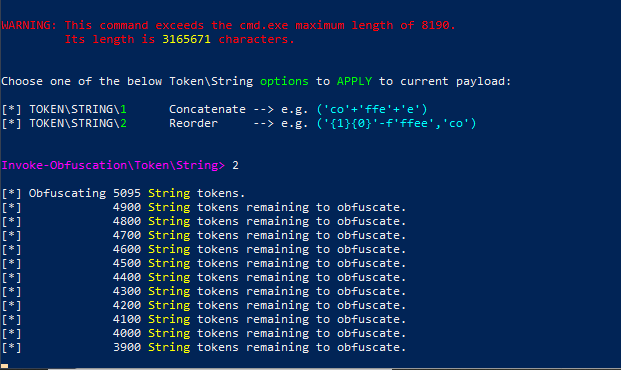 WARNING: This command exceeds the cmd.exe maximum length of 8190.
Its length is 3165671 characters.
Choose one of the below Token\String options to APPLY to current payload:
[*] TOKEN\STRING\1 Concatenate --> e.g. ('co'+'ffe'+'e')
[*] TOKEN\STRING\2 Reorder --> e.g. ('{1}{0}'-f'ffee','co')
Invoke-Obfuscation\Token\String> 2
[*] Obfuscating 5095 String tokens.
[*] 4900 String tokens remaining to obfuscate.
[*] 4800 String tokens remaining to obfuscate.
[*] 4700 String tokens remaining to obfuscate.
[*] 4600 String tokens remaining to obfuscate.
[*] 4500 String tokens remaining to obfuscate.
[*] 4400 String tokens remaining to obfuscate.
[*] 4300 String tokens remaining to obfuscate.
[*] 4200 String tokens remaining to obfuscate.
[*] 4100 String tokens remaining to obfuscate.
[*] 4000 String tokens remaining to obfuscate.
[*] 3900 String tokens remaining to obfuscate.